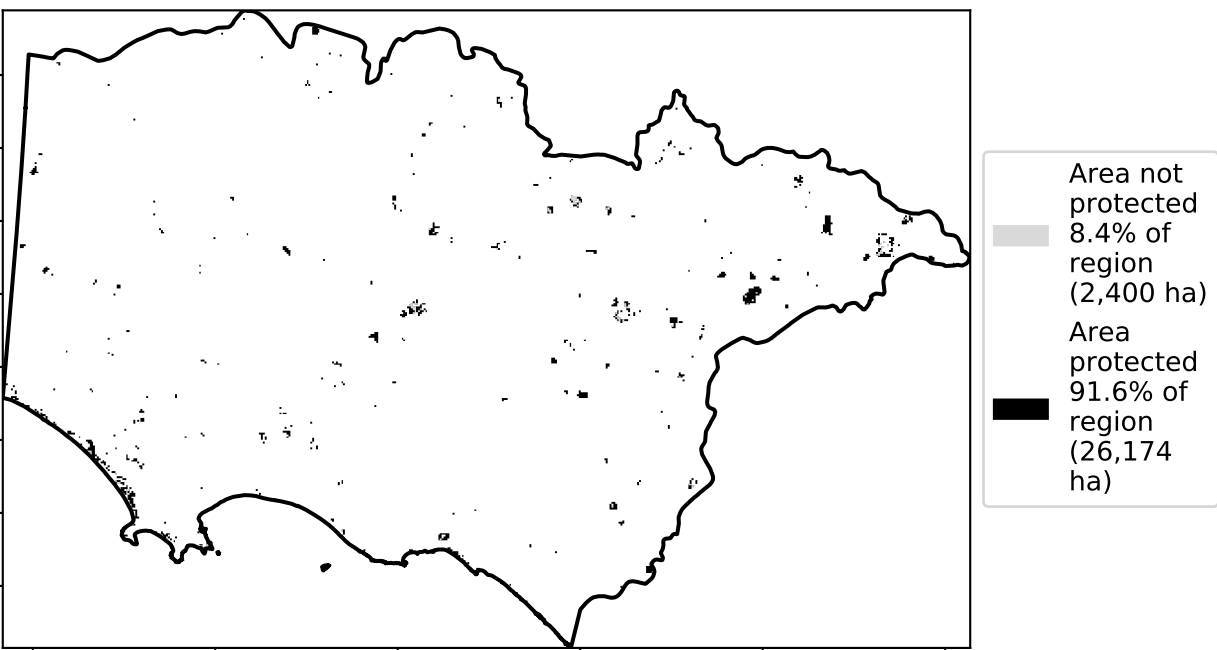 Area not
protected
8.4% of
region
(2,400 ha)
Area
protected
91.6% of
region
(26,174
ha)